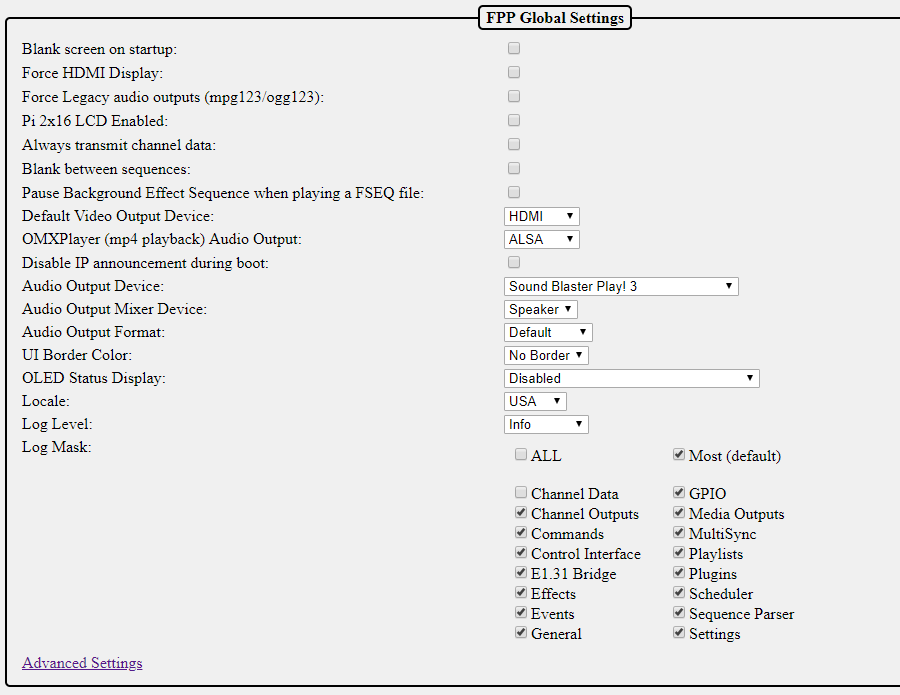 FPP Global Settings
Blank screen on startup:
Force HDMI Display:
Force Legacy audio outputs (mpg123/ogg123):
Pi 2x16 LCD Enabled:
Always transmit channel data:
Blank between sequences:
Pause Background Effect Sequence when playing a FSEQ file:
Default Video Output Device: HDMI
OMXPlayer (mp4 playback) Audio Output: ALSA
Disable IP announcement during boot:
Audio Output Device: Sound Blaster Play! 3
Audio Output Mixer Device: Speaker
Audio Output Format: Default
UI Border Color: No Border
OLED Status Display: Disabled
Locale: USA
Log Level: Info
Log Mask:
ALL Most (default)
Channel Data GPIO
Channel Outputs Media Outputs
Commands MultiSync
Control Interface Playlists
E1.31 Bridge Plugins
Effects Scheduler
Events Sequence Parser
General Settings
Advanced Settings